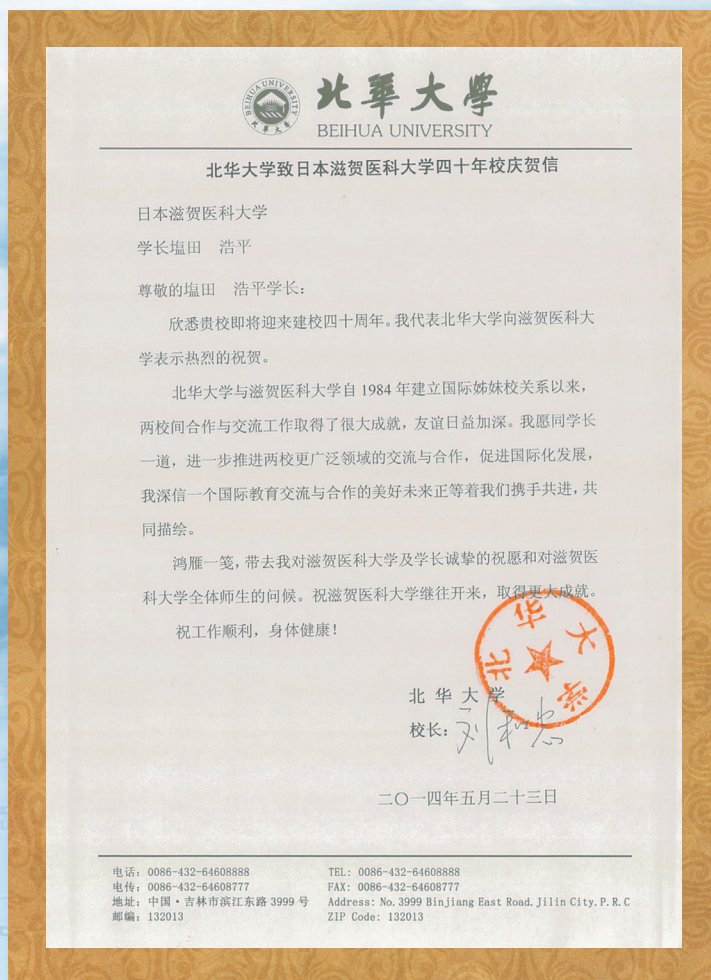 北華大學
BEIHUA UNIVERSITY
BEIHUA UNIVERSITY
北华大学
北华大学致日本滋贺医科大学四十年校庆贺信
日本滋贺医科大学
学长塩田　浩平
尊敬的塩田　浩平学长：
欣悉贵校即将迎来建校四十周年。我代表北华大学向滋贺医科大
学表示热烈的祝贺。
北华大学与滋贺医科大学自 1984 年建立国际姊妹校关系以来，
两校间合作与交流工作取得了很大成就，友谊日益加深。我愿同学长
一道，进一步推进两校更广泛领域的交流与合作，促进国际化发展，
我深信一个国际教育交流与合作的美好未来正等着我们携手共进，共
同描绘。
鸿雁一笺，带去我对滋贺医科大学及学长诚挚的祝愿和对滋贺医
科大学全体师生的问候。祝滋贺医科大学继往开来，取得更大成就。
祝工作顺利，身体健康！
北华大学
北 华 大 学
校长：刘和忠
二〇一四年五月二十三日
电话：0086-432-64608888 TEL: 0086-432-64608888
电传：0086-432-64608777 FAX: 0086-432-64608777
地址：中国·吉林市滨江东路 3999 号 Address: No.3999 Binjiang East Road.Jilin City.P.R.C
邮编：132013 ZIP Code: 132013